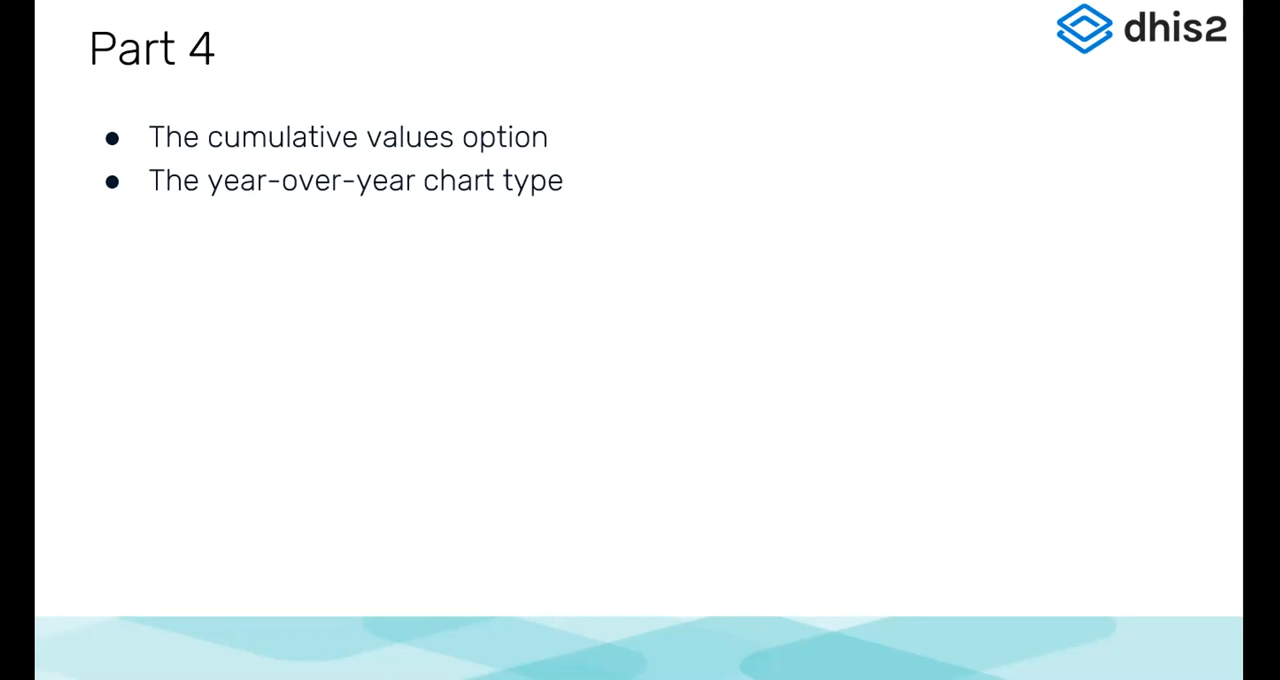 Part 4
dhis2
● The cumulative values option
● The year-over-year chart type